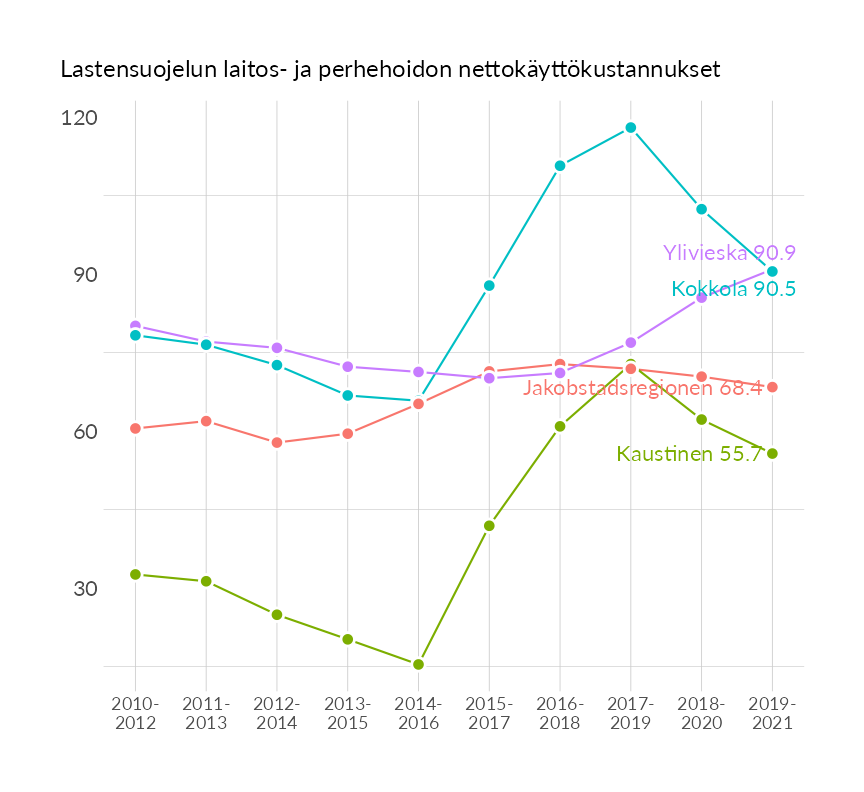 Lastensuojelun laitos- ja perhehoidon nettokäyttökustannukset
120
90
60
30
Ylivieska 90.9
Kokkola 90.5
Jakobstadsregionen 68.4
Kaustinen 55.7
2010- 2011- 2012- 2013- 2014- 2015- 2016- 2017- 2018- 2019-
2012 2013 2014 2015 2016 2017 2018 2019 2020 2021